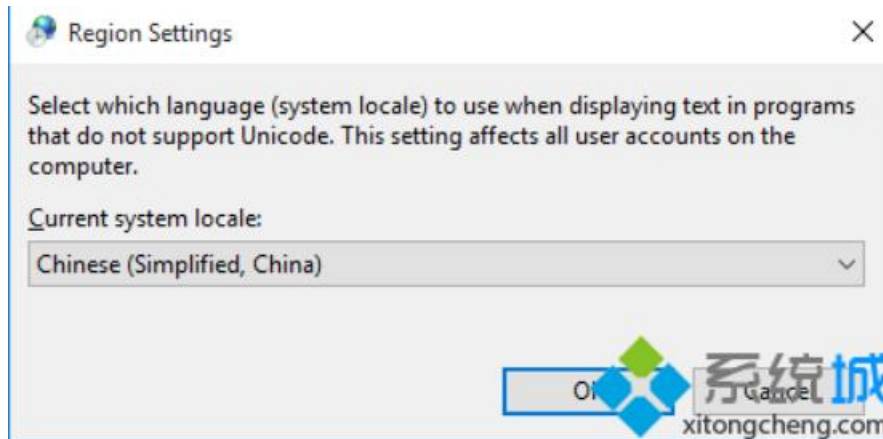 Region Settings
Select which language (system locale) to use when displaying text in programs
that do not support Unicode. This setting affects all user accounts on the
computer.
Current system locale:
Chinese (Simplified, China)
OK Cancel
系统城
xitongcheng.com